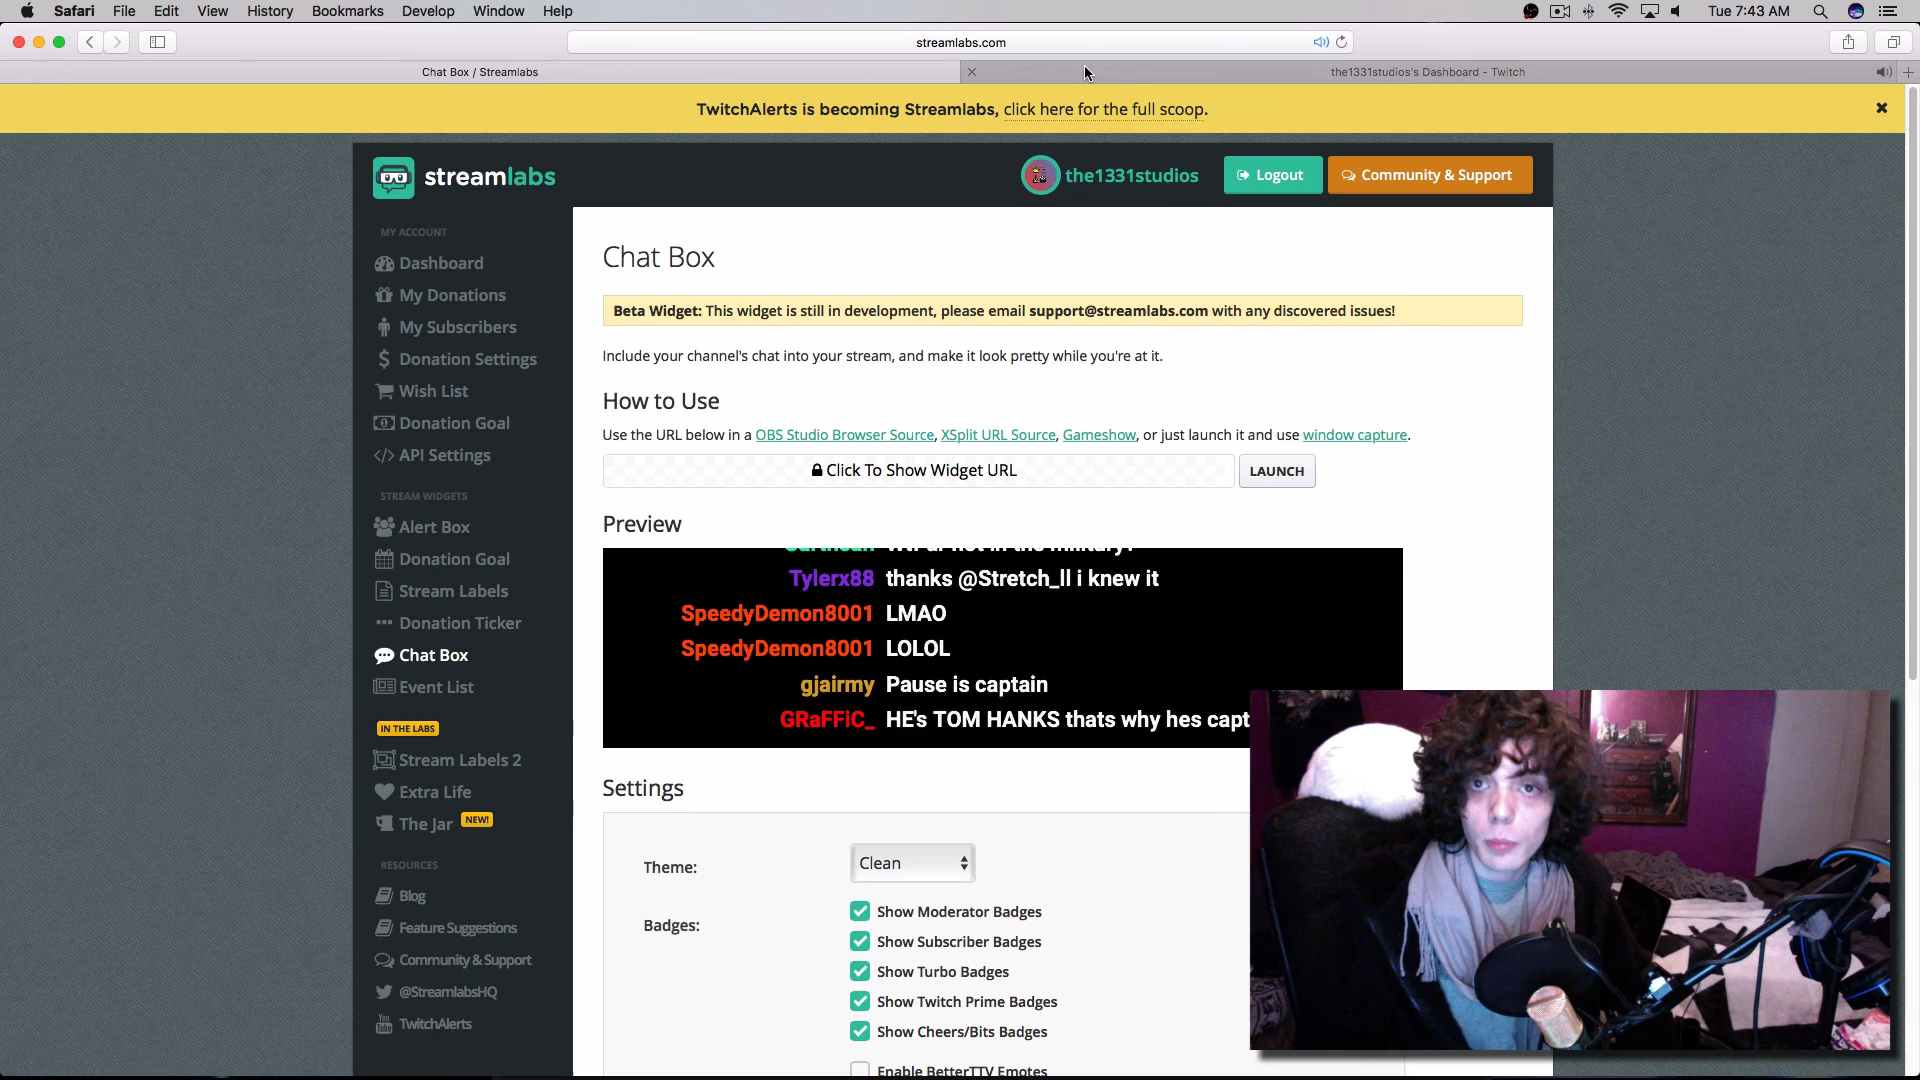 Safari File Edit View History Bookmarks Develop Window Help
Tue 7:43 AM
streamlabs.com
Chat Box / Streamlabs
the1331studios's Dashboard - Twitch
TwitchAlerts is becoming Streamlabs, click here for the full scoop.
streamlabs
the1331studios
Logout
Community & Support
MY ACCOUNT
Dashboard
My Donations
My Subscribers
Donation Settings
Wish List
Donation Goal
API Settings
STREAM WIDGETS
Alert Box
Donation Goal
Stream Labels
Donation Ticker
Chat Box
Event List
IN THE LABS
Stream Labels 2
Extra Life
The Jar NEW!
RESOURCES
Blog
Feature Suggestions
Community & Support
@StreamlabsHQ
TwitchAlerts
Chat Box
Beta Widget: This widget is still in development, please email support@streamlabs.com with any discovered issues!
Include your channel's chat into your stream, and make it look pretty while you're at it.
How to Use
Use the URL below in a OBS Studio Browser Source, XSplit URL Source, Gameshow, or just launch it and use window capture.
Click To Show Widget URL
LAUNCH
Preview
Tylerx88 thanks @Stretch_ll i knew it
SpeedyDemon8001 LMAO
SpeedyDemon8001 LOLOL
gjairmy Pause is captain
GRaFFiC_ HE's TOM HANKS thats why hes capt
Settings
Theme: Clean
Badges:
Show Moderator Badges
Show Subscriber Badges
Show Turbo Badges
Show Twitch Prime Badges
Show Cheers/Bits Badges
Enable BetterTTV Emotes